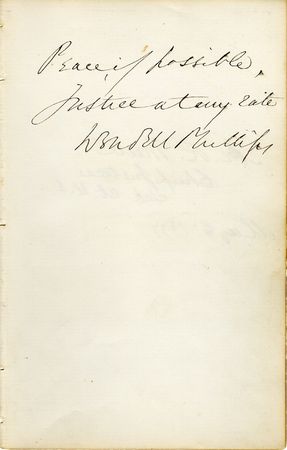 Peace, if possible,
Justice at any rate
Wendell Phillips